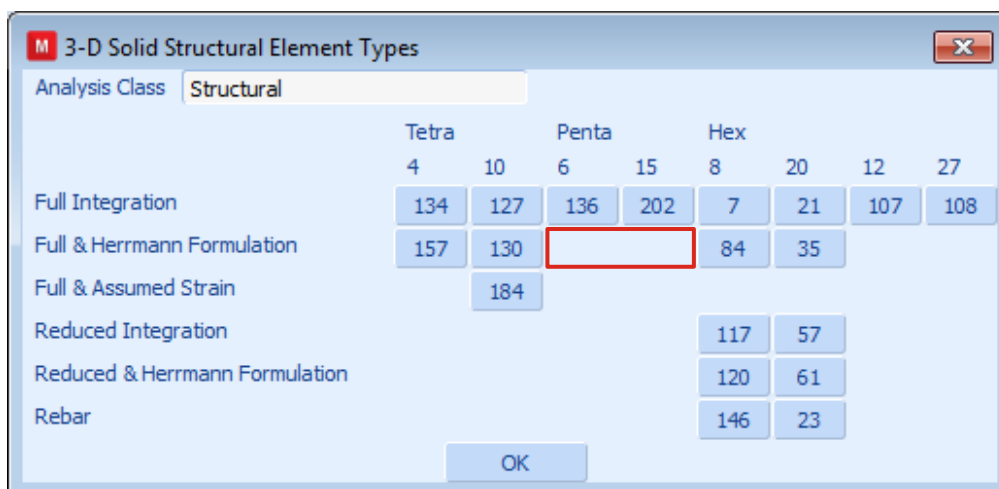 M 3-D Solid Structural Element Types
Analysis Class Structural
Tetra Penta Hex
4 10 6 15 8 20 12 27
Full Integration 134 127 136 202 7 21 107 108
Full & Herrmann Formulation 157 130 84 35
Full & Assumed Strain 184
Reduced Integration 117 57
Reduced & Herrmann Formulation 120 61
Rebar 146 23
OK